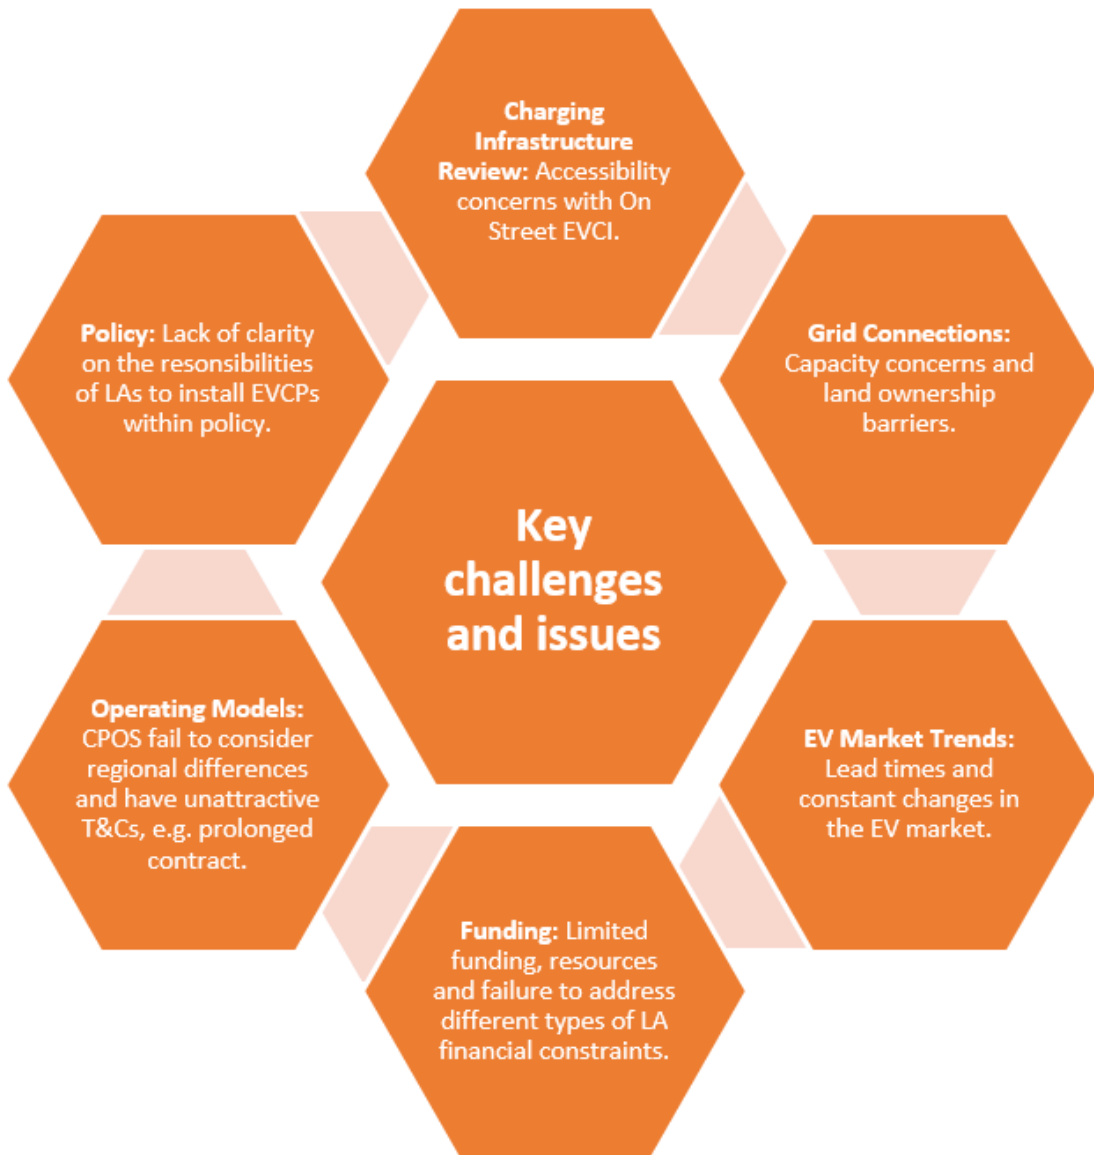 Charging
Infrastructure
Review: Accessibility
concerns with On
Street EVCI.
Grid Connections:
Capacity concerns and
land ownership
barriers.
EV Market Trends:
Lead times and
constant changes in
the EV market.
Funding: Limited
funding, resources
and failure to address
different types of LA
financial constraints.
Operating Models:
CPOS fail to consider
regional differences
and have unattractive
T&Cs, e.g. prolonged
contract.
Policy: Lack of clarity
on the resonsibilities
of LAs to install EVCPs
within policy.
Key
challenges
and issues